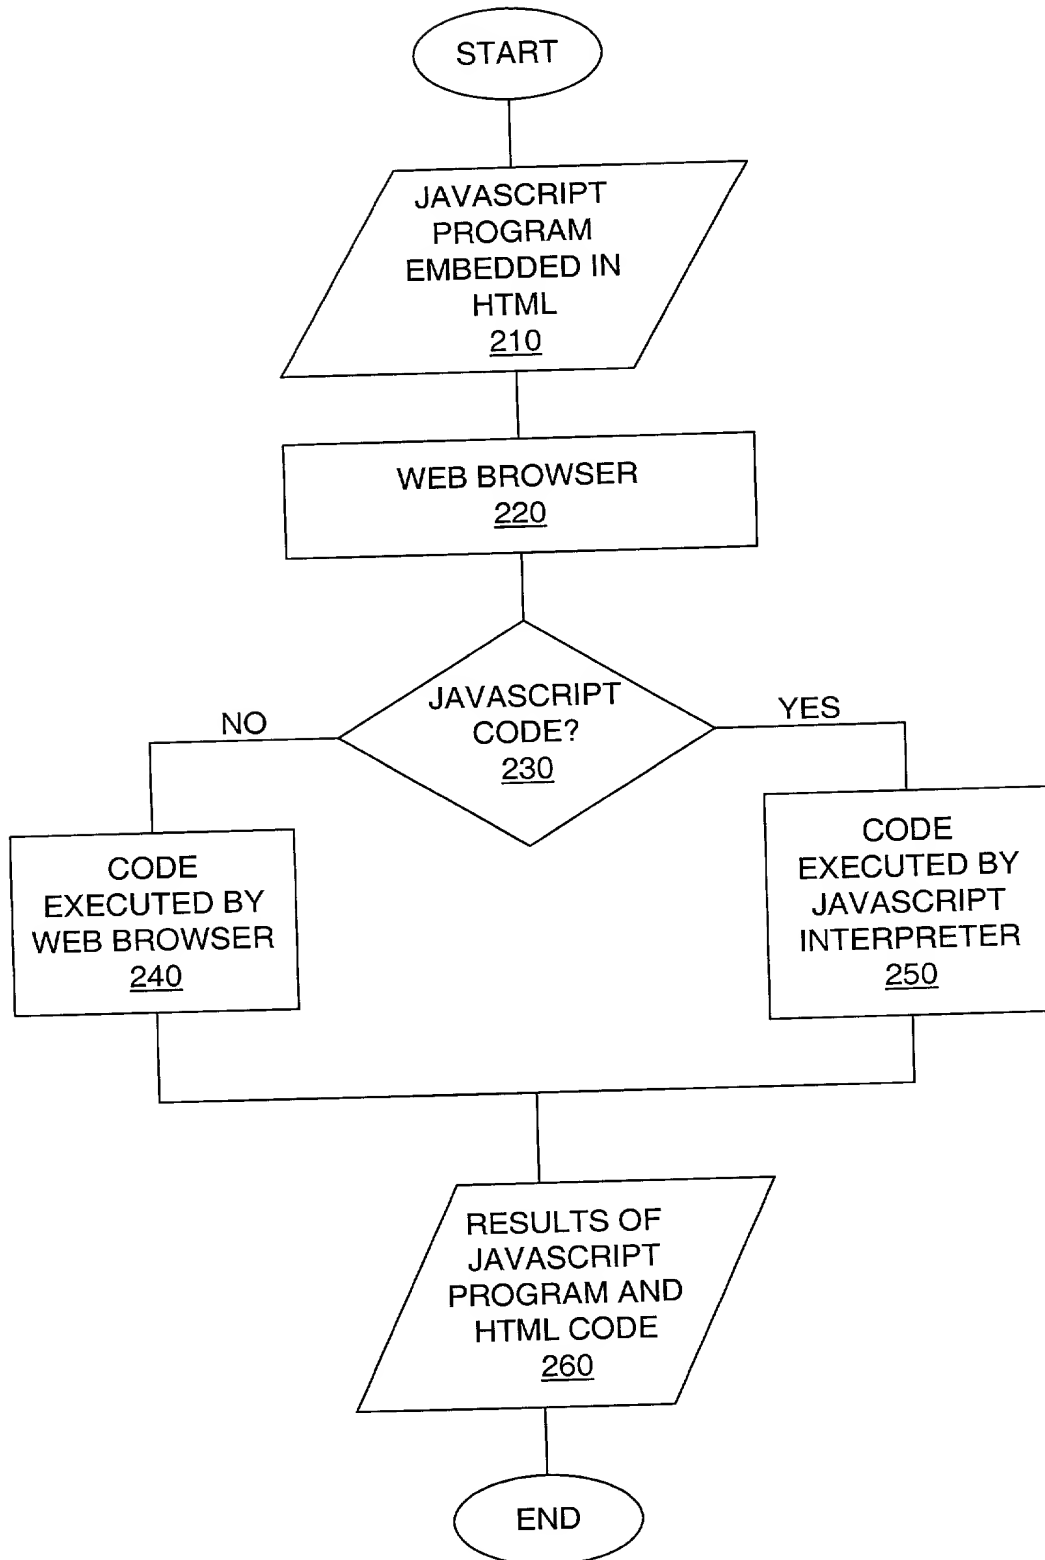 START
JAVASCRIPT
PROGRAM
EMBEDDED IN
HTML
210
WEB BROWSER
220
JAVASCRIPT
CODE?
230
NO
YES
CODE
EXECUTED BY
WEB BROWSER
240
CODE
EXECUTED BY
JAVASCRIPT
INTERPRETER
250
RESULTS OF
JAVASCRIPT
PROGRAM AND
HTML CODE
260
END